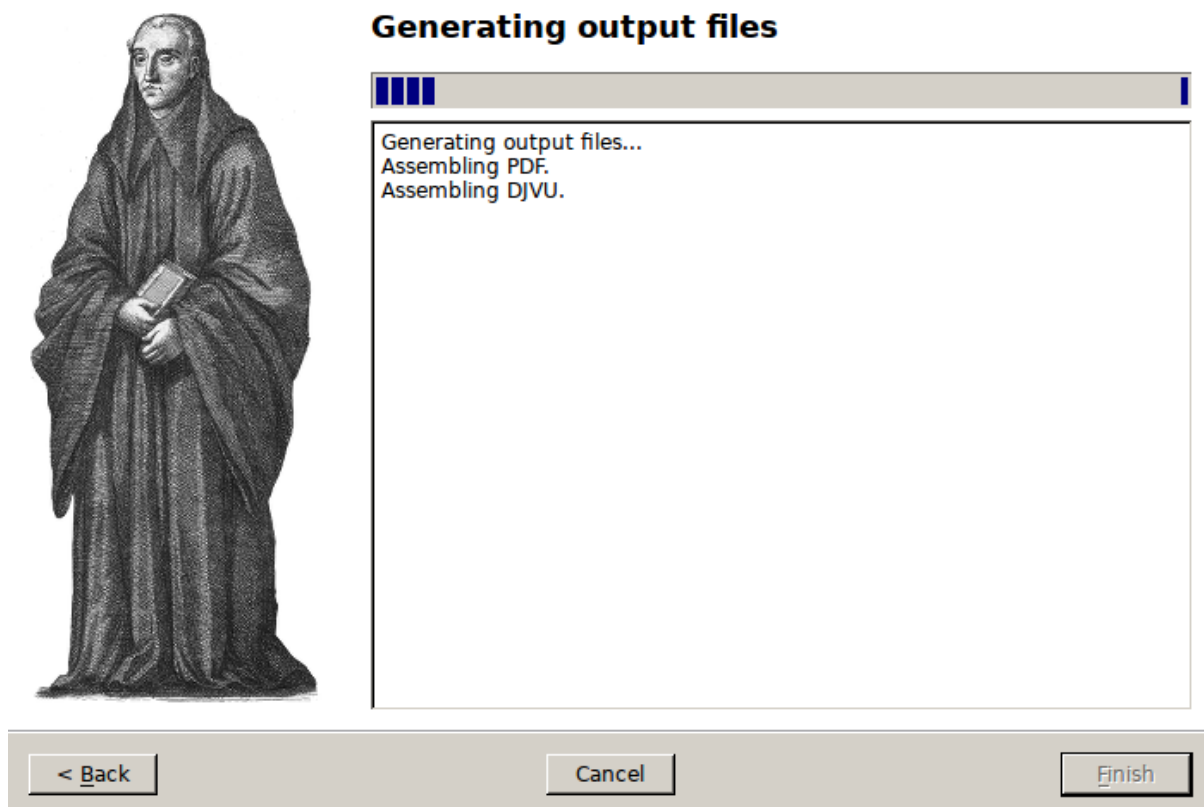 Generating output files
Generating output files...
Assembling PDF.
Assembling DJVU.
< Back
Cancel
Finish